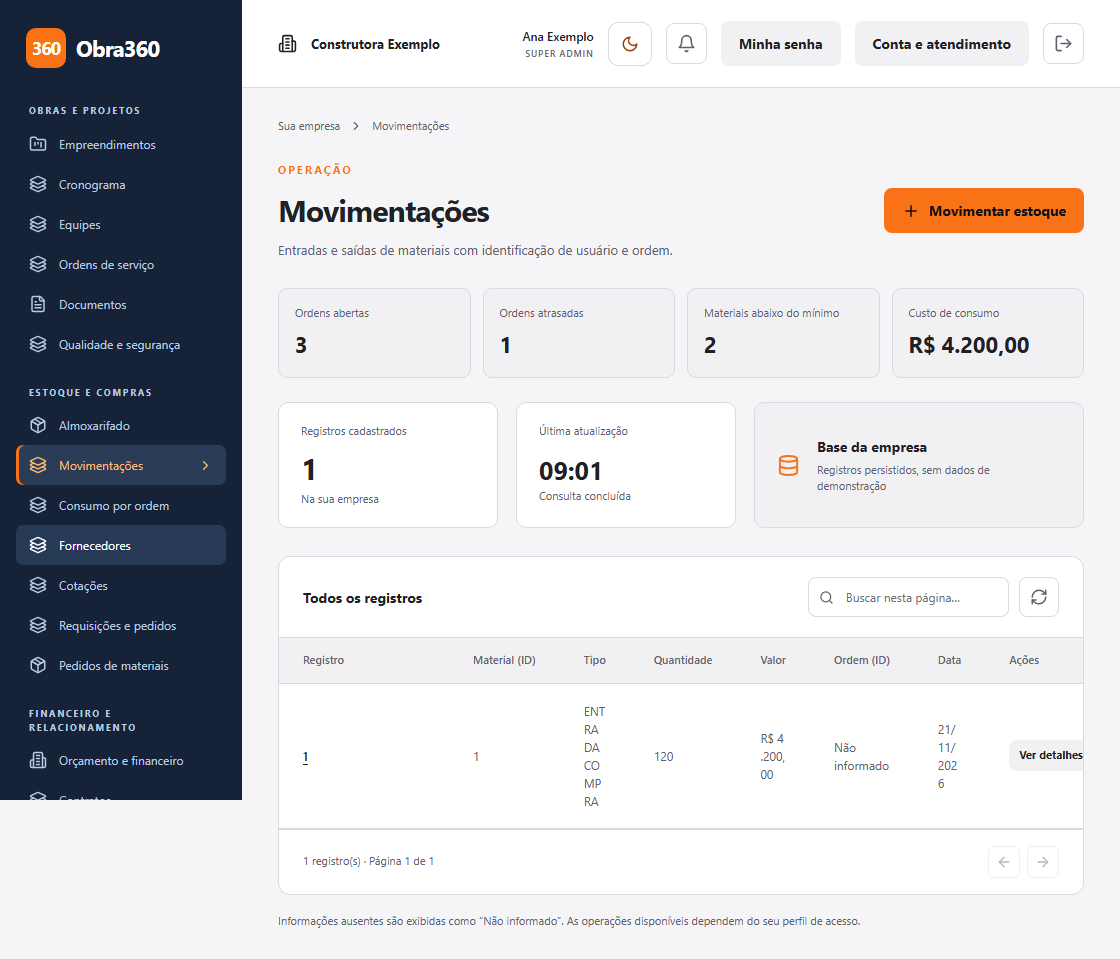 360 Obra360
Construtora Exemplo
Ana Exemplo
SUPER ADMIN
Minha senha
Conta e atendimento
OBRAS E PROJETOS
Empreendimentos
Cronograma
Equipes
Ordens de serviço
Documentos
Qualidade e segurança
ESTOQUE E COMPRAS
Almoxarifado
Movimentações
Consumo por ordem
Fornecedores
Cotações
Requisições e pedidos
Pedidos de materiais
FINANCEIRO E
RELACIONAMENTO
Orçamento e financeiro
Sua empresa > Movimentações
OPERAÇÃO
Movimentações
Entradas e saídas de materiais com identificação de usuário e ordem.
+ Movimentar estoque
Ordens abertas
3
Ordens atrasadas
1
Materiais abaixo do mínimo
2
Custo de consumo
R$ 4.200,00
Registros cadastrados
1
Na sua empresa
Última atualização
09:01
Consulta concluída
Base da empresa
Registros persistidos, sem dados de
demonstração
Todos os registros
Buscar nesta página...
Registro Material (ID) Tipo Quantidade Valor Ordem (ID) Data Ações
1
1
ENT
RA
DA
CO
MP
RA
120
R$ 4
.200,
00
Não
informado
21/
11/
202
6
Ver detalhes
1 registro(s) · Página 1 de 1
Informações ausentes são exibidas como “Não informado”. As operações disponíveis dependem do seu perfil de acesso.